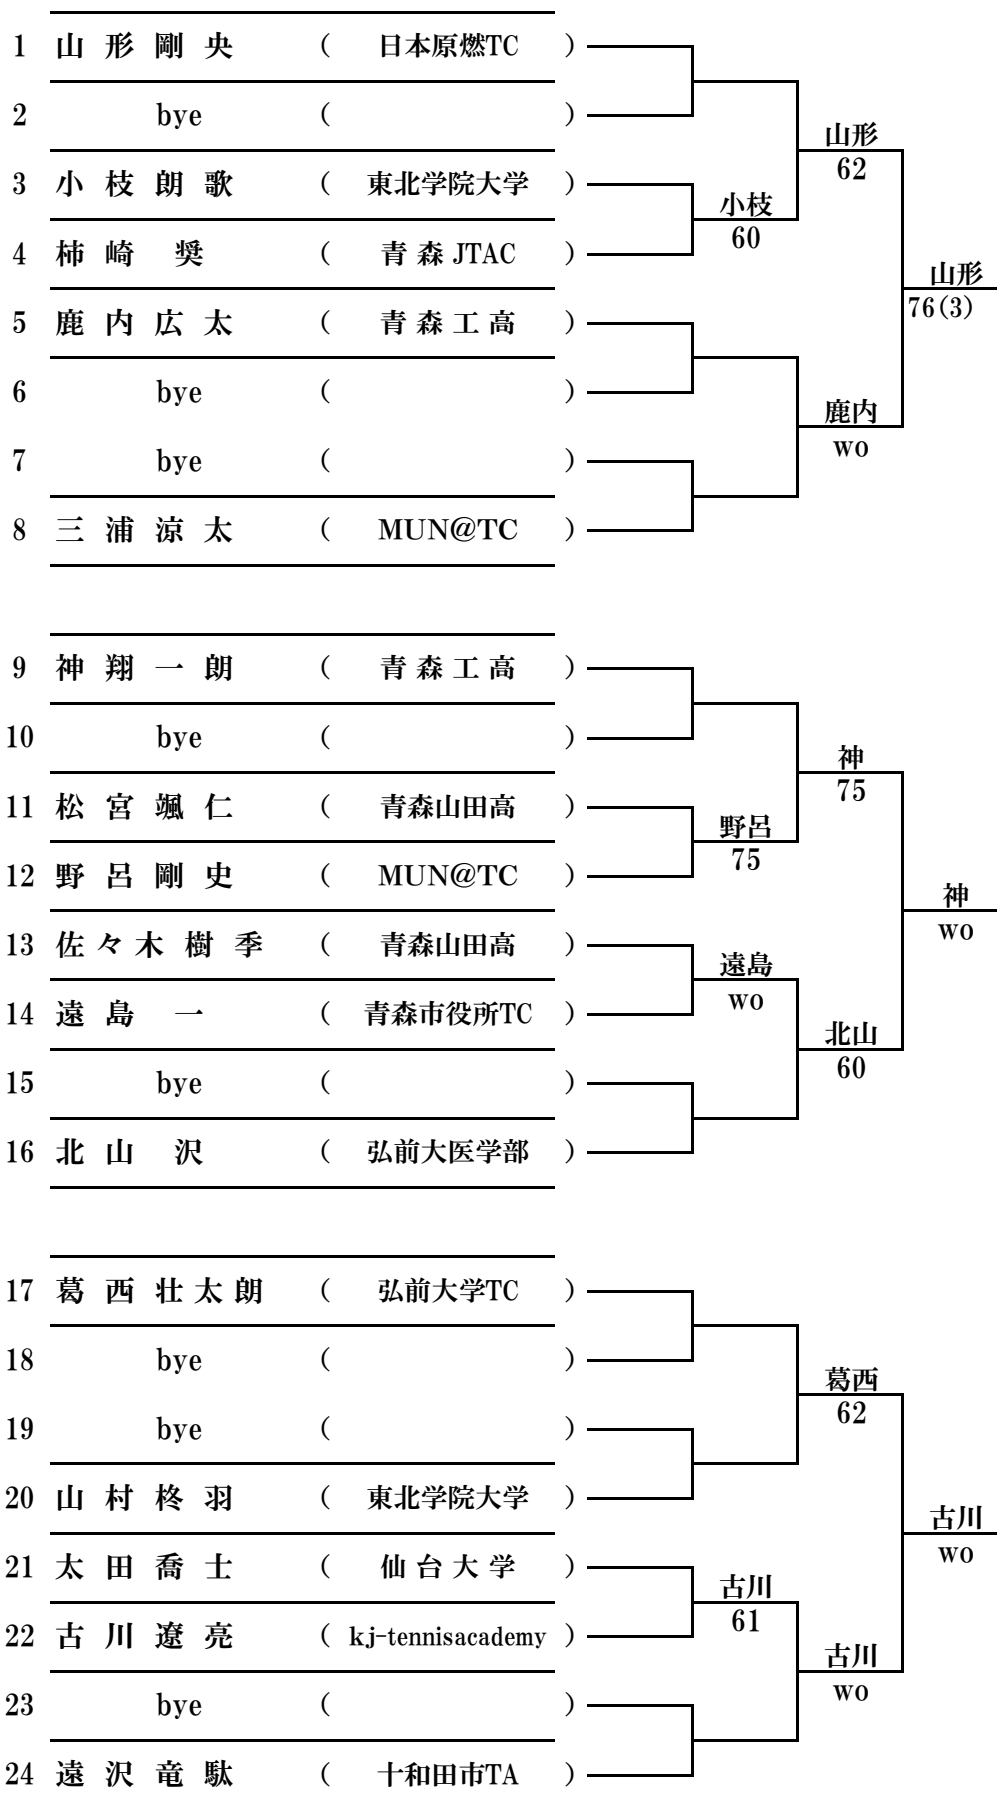 1 山形剛央 ( 日本原燃TC )
2 bye ( )
山形
62
3 小枝朗歌 ( 東北学院大学 )
小枝
60
4 柿崎 奨 ( 青森JTAC )
山形
76(3)
5 鹿内広太 ( 青森工高 )
6 bye ( )
鹿内
wo
7 bye ( )
8 三浦涼太 ( MUN@TC )
9 神翔一朗 ( 青森工高 )
10 bye ( )
神
75
11 松宮颯仁 ( 青森山田高 )
野呂
75
12 野呂剛史 ( MUN@TC )
神
wo
13 佐々木樹季 ( 青森山田高 )
遠島
wo
14 遠島 一 ( 青森市役所TC )
北山
60
15 bye ( )
16 北山 沢 ( 弘前大医学部 )
17 葛西壮太朗 ( 弘前大学TC )
18 bye ( )
葛西
62
19 bye ( )
20 山村柊羽 ( 東北学院大学 )
古川
wo
21 太田喬士 ( 仙台大学 )
古川
61
22 古川遼亮 ( kj-tennisacademy )
古川
wo
23 bye ( )
24 遠沢竜駄 ( 十和田市TA )